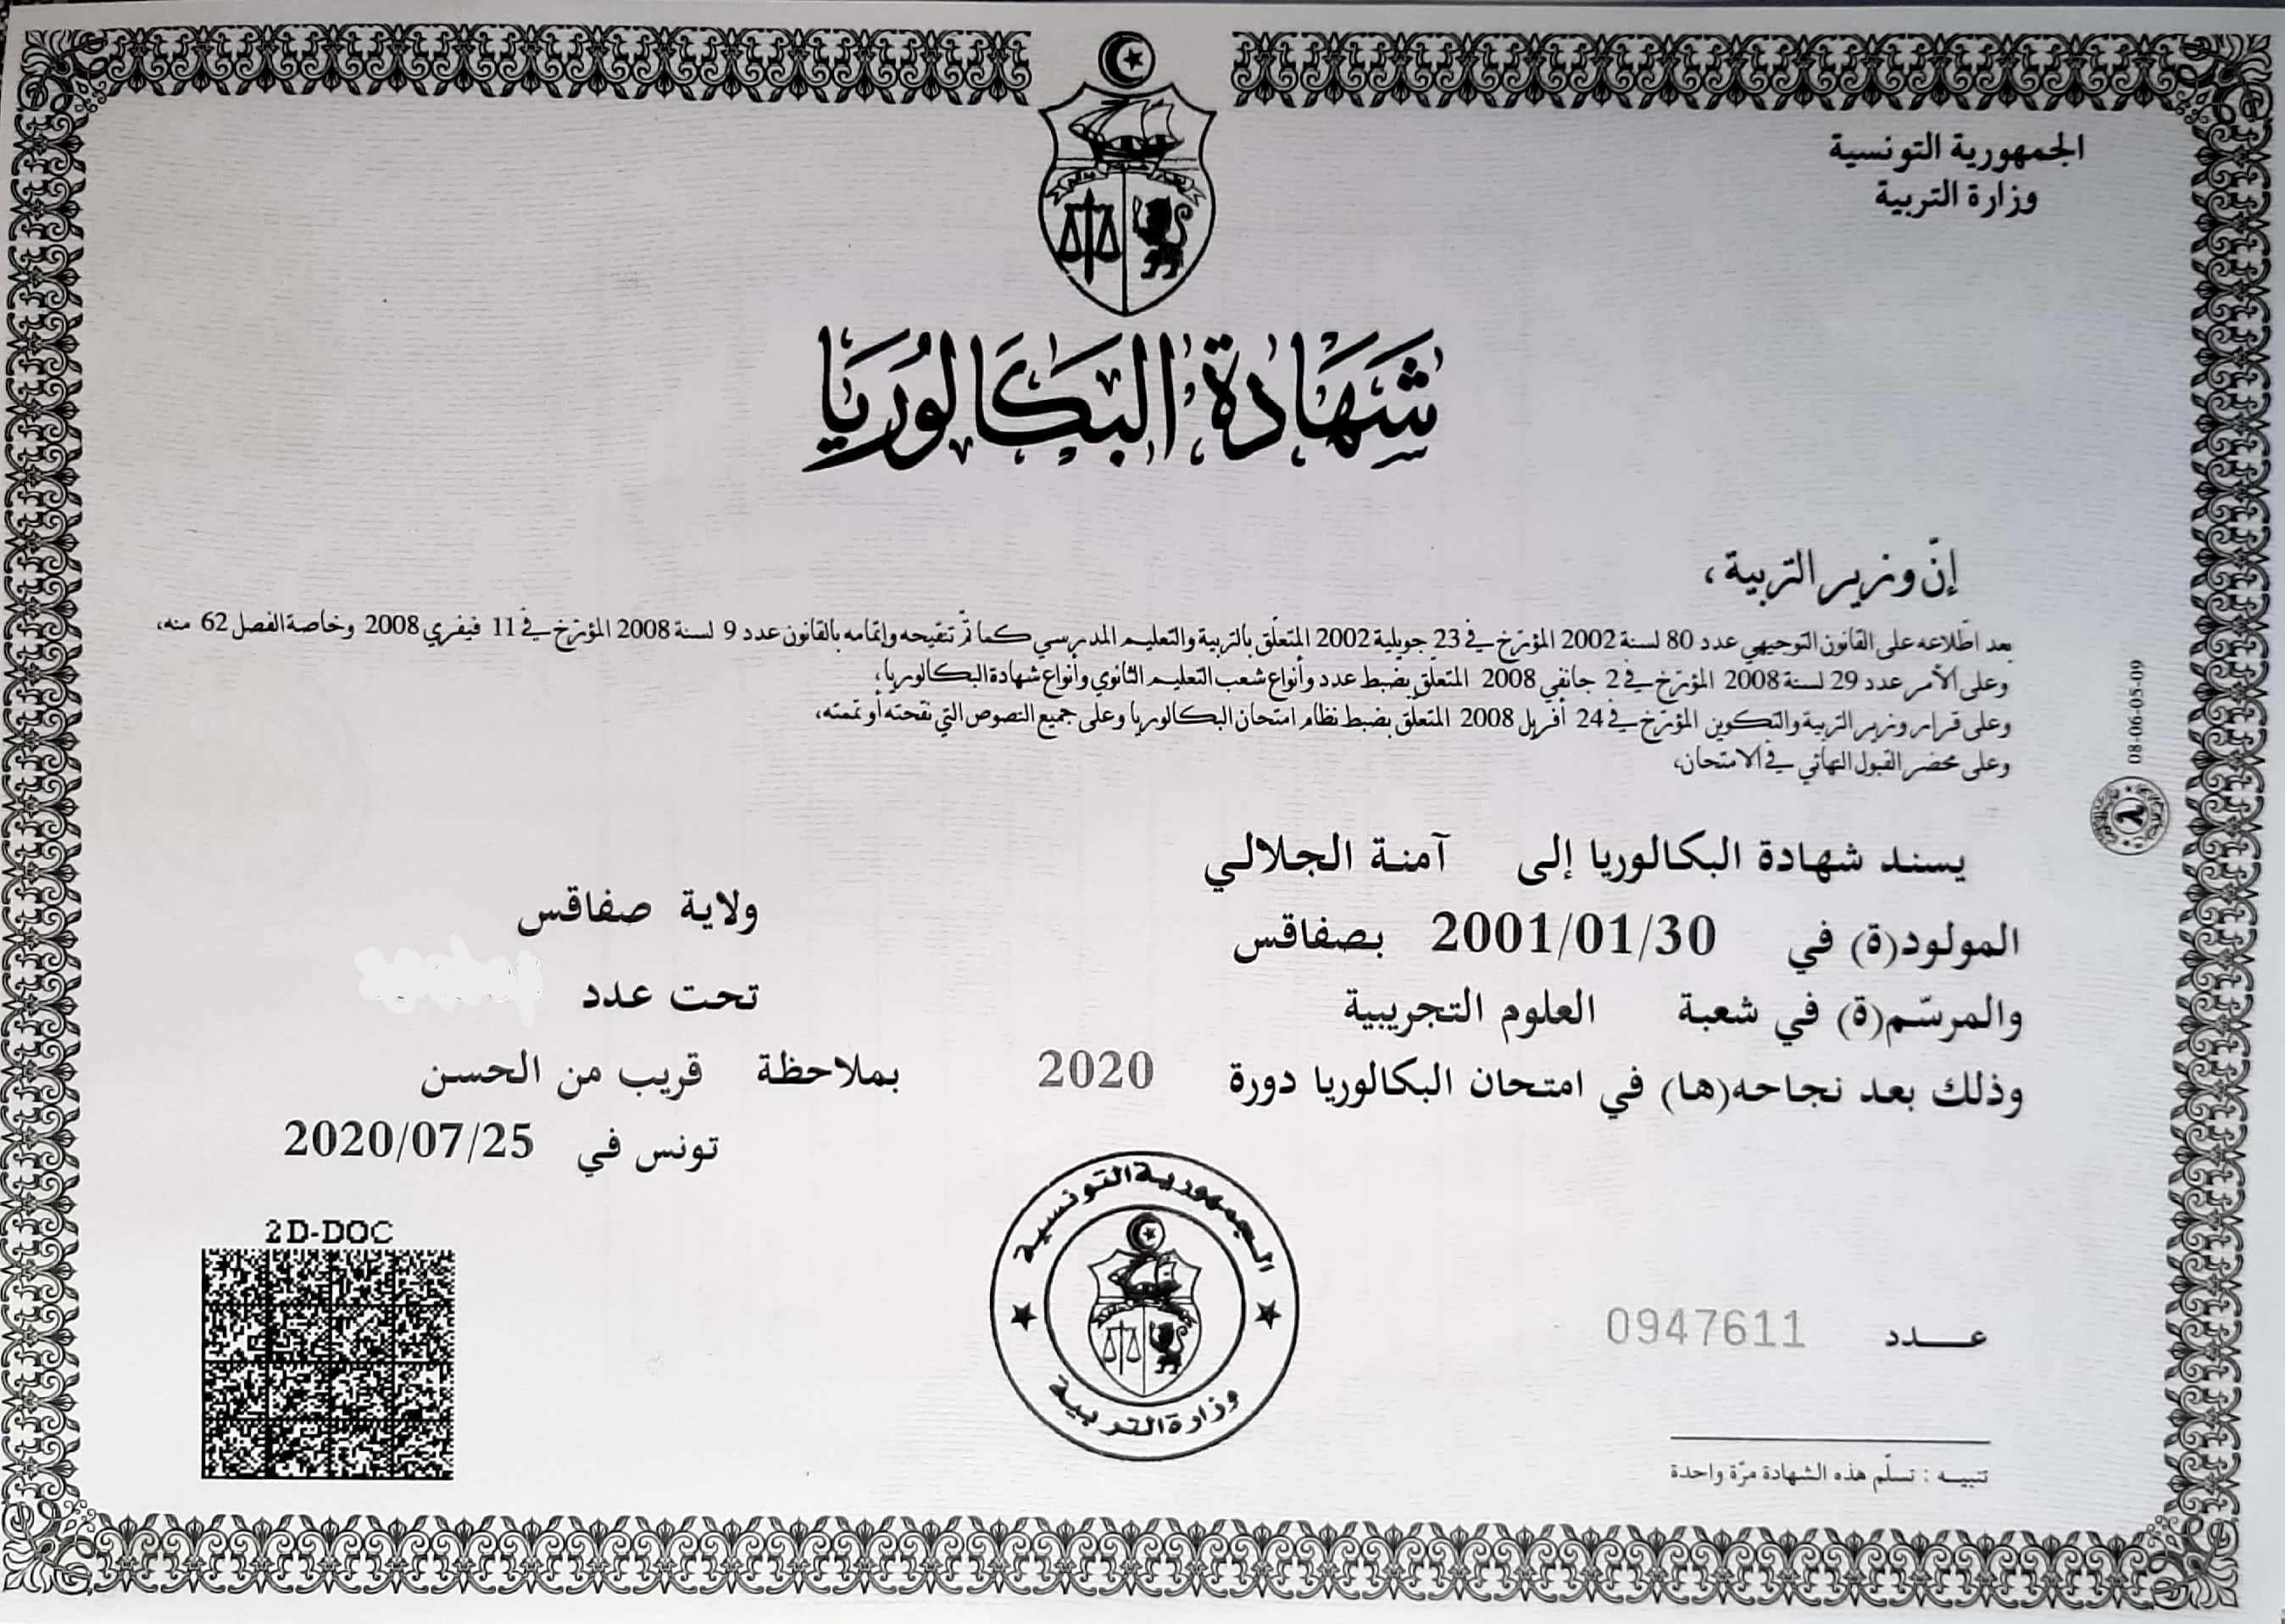 الجمهورية التونسية
وزارة التربية
شَهَادة البَكَالُورِيَا
إنّ وزير التربية،
بعد اطّلاعه على القانون التوجيهي عدد 80 لسنة 2002 المؤرّخ في 23 جويلية 2002 المتعلّق بالتربية والتعليم المدرسي كما تمّ تنقيحه وإتمامه بالقانون عدد 9 لسنة 2008 المؤرّخ في 11 فيفري 2008 وخاصة الفصل 62 منه،
وعلى الأمر عدد 29 لسنة 2008 المؤرّخ في 2 جانفي 2008 المتعلّق بضبط عدد وأنواع شعب التعليم الثانوي وأنواع شهادة البكالوريا،
وعلى قرار وزير التربية والتكوين المؤرّخ في 24 أفريل 2008 المتعلّق بضبط نظام امتحان البكالوريا وعلى جميع النصوص التي نقحته أو تممته،
وعلى محضر القبول النهائي في الامتحان،
08-06-05-09
يسند شهادة البكالوريا إلى آمنة الجلالي
المولود(ة) في 2001/01/30 بصفاقس ولاية صفاقس
والمرسّم(ة) في شعبة العلوم التجريبية تحت عدد
وذلك بعد نجاحه(ها) في امتحان البكالوريا دورة 2020 بملاحظة قريب من الحسن
تونس في 2020/07/25
2D-DOC
الجمهورية التونسية
وزارة التربية
عدد 0947611
تنبيه : تسلّم هذه الشهادة مرّة واحدة